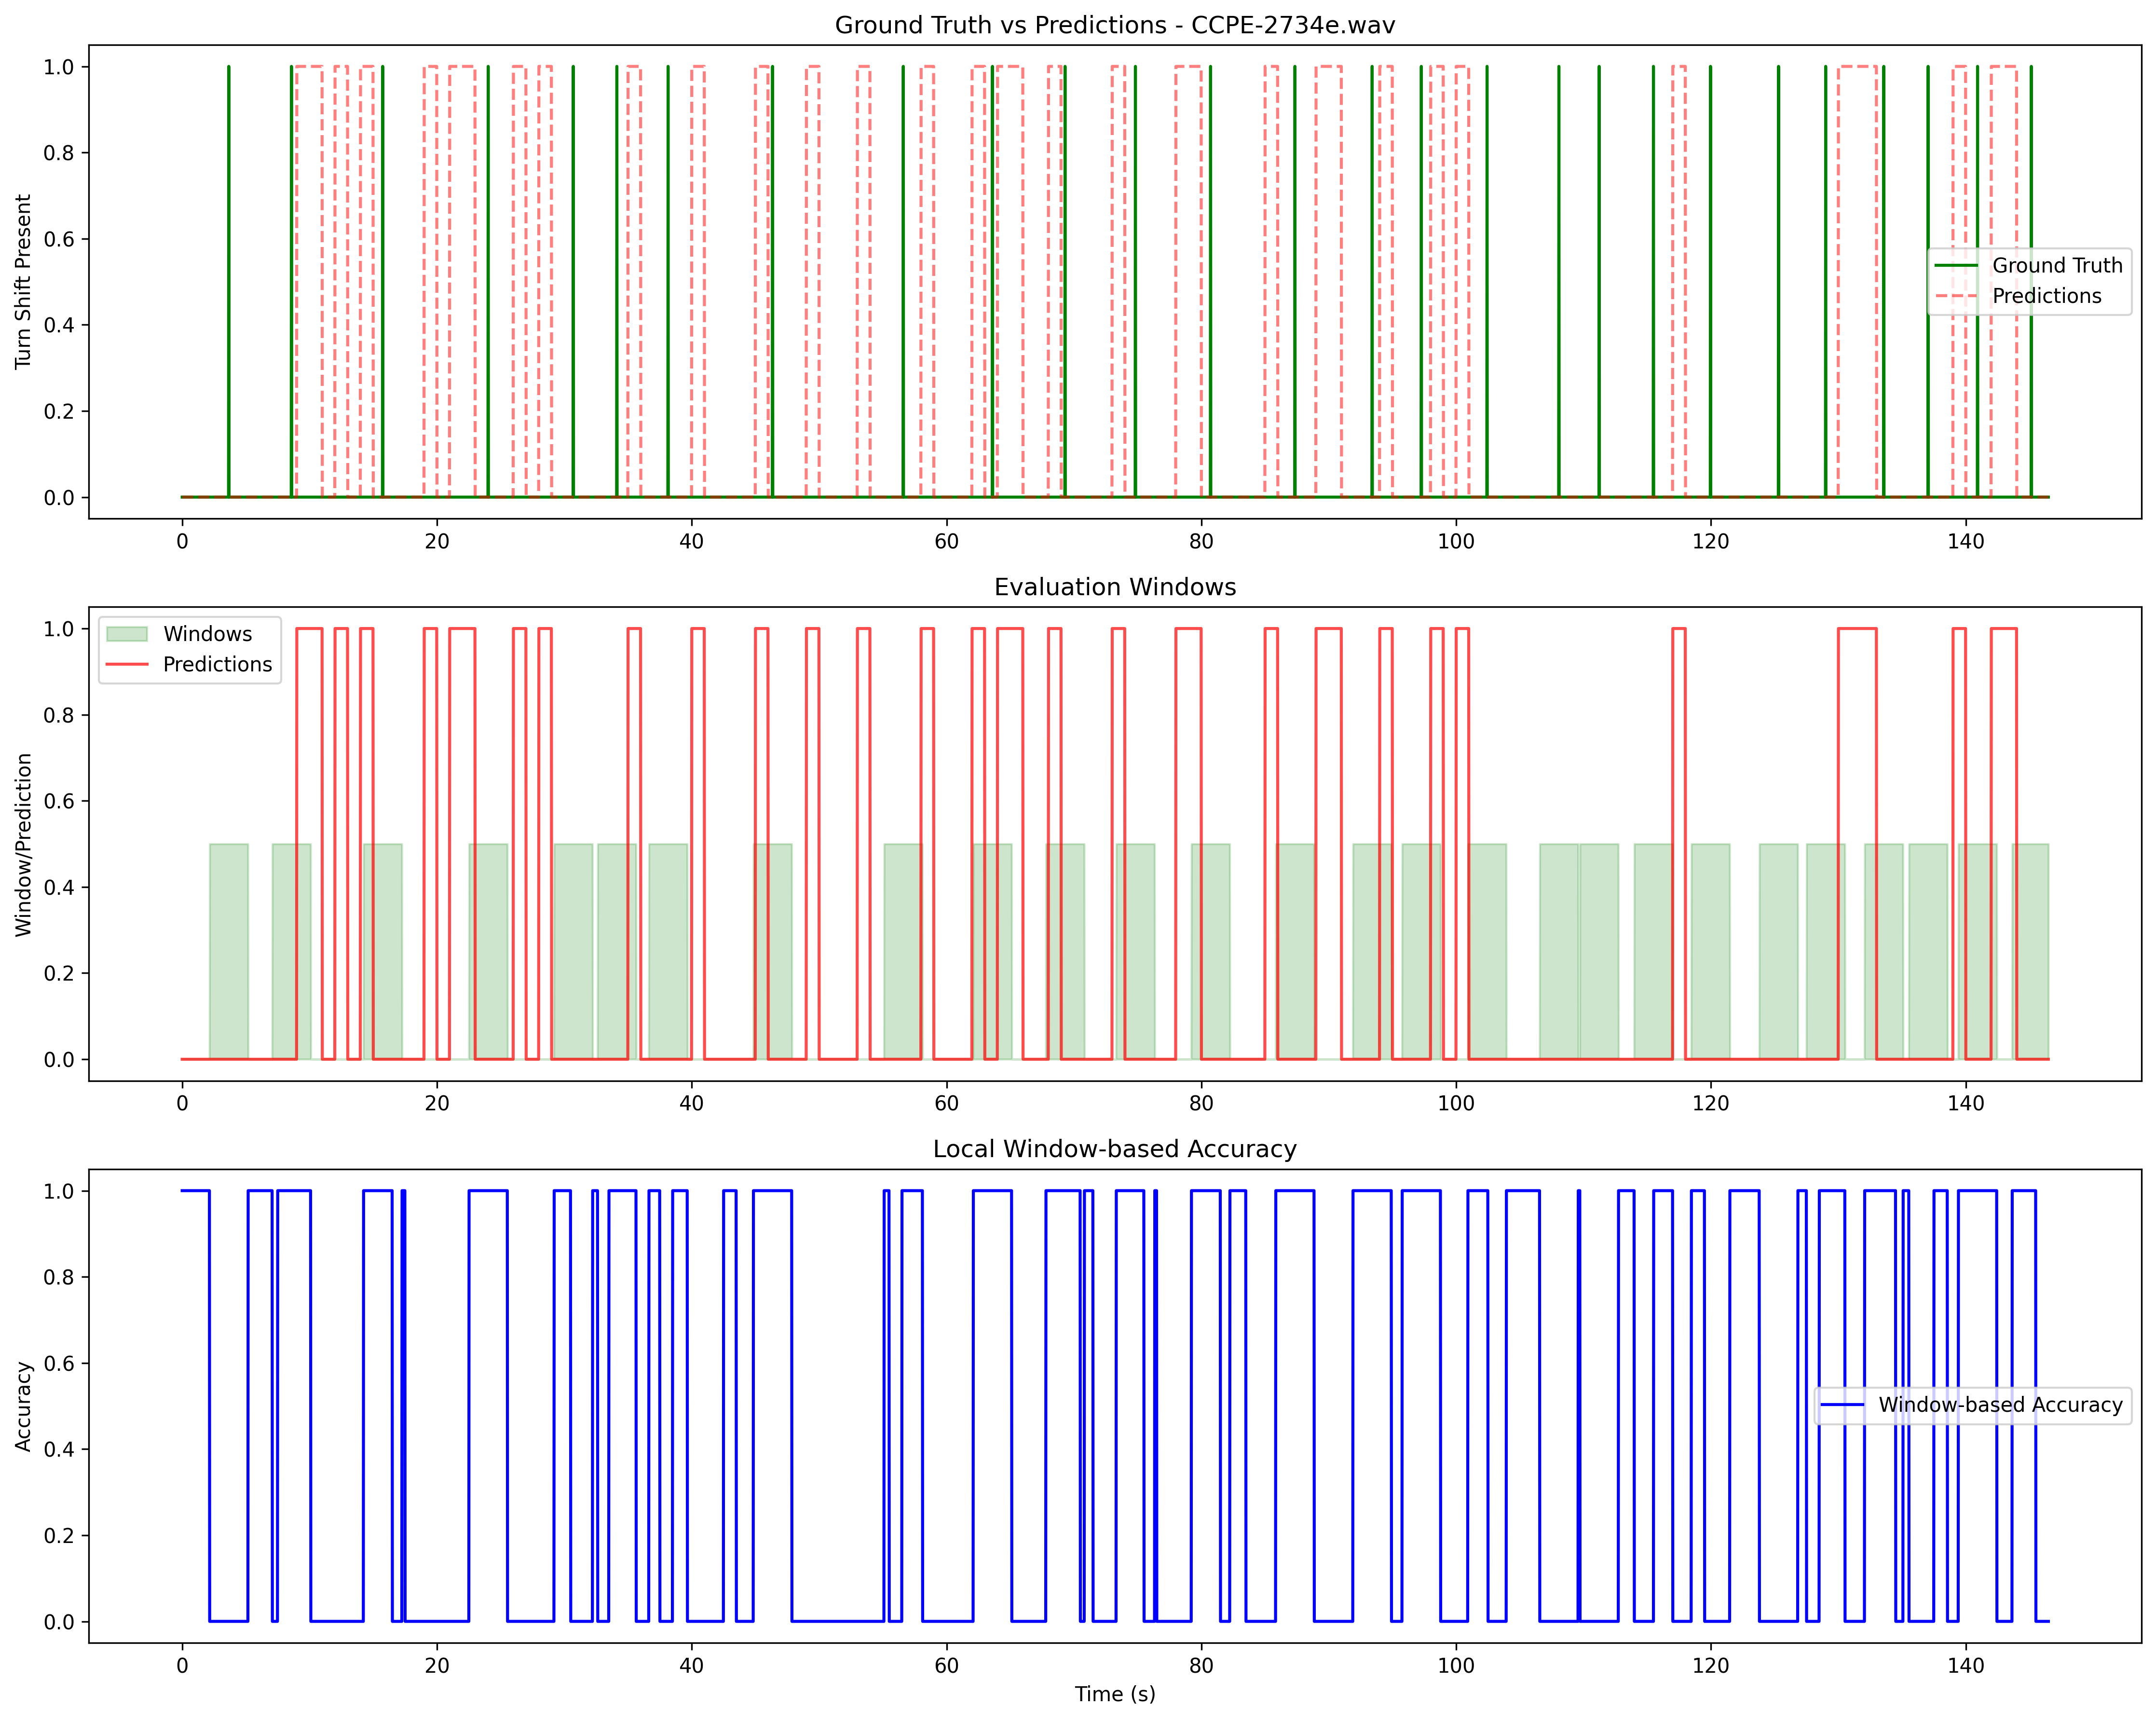 Ground Truth vs Predictions - CCPE-2734e.wav
Turn Shift Present
1.0
0.8
0.6
0.4
0.2
0.0
Ground Truth
Predictions
0 20 40 60 80 100 120 140
Evaluation Windows
Window/Prediction
1.0
0.8
0.6
0.4
0.2
0.0
Windows
Predictions
0 20 40 60 80 100 120 140
Local Window-based Accuracy
Accuracy
1.0
0.8
0.6
0.4
0.2
0.0
Window-based Accuracy
0 20 40 60 80 100 120 140
Time (s)